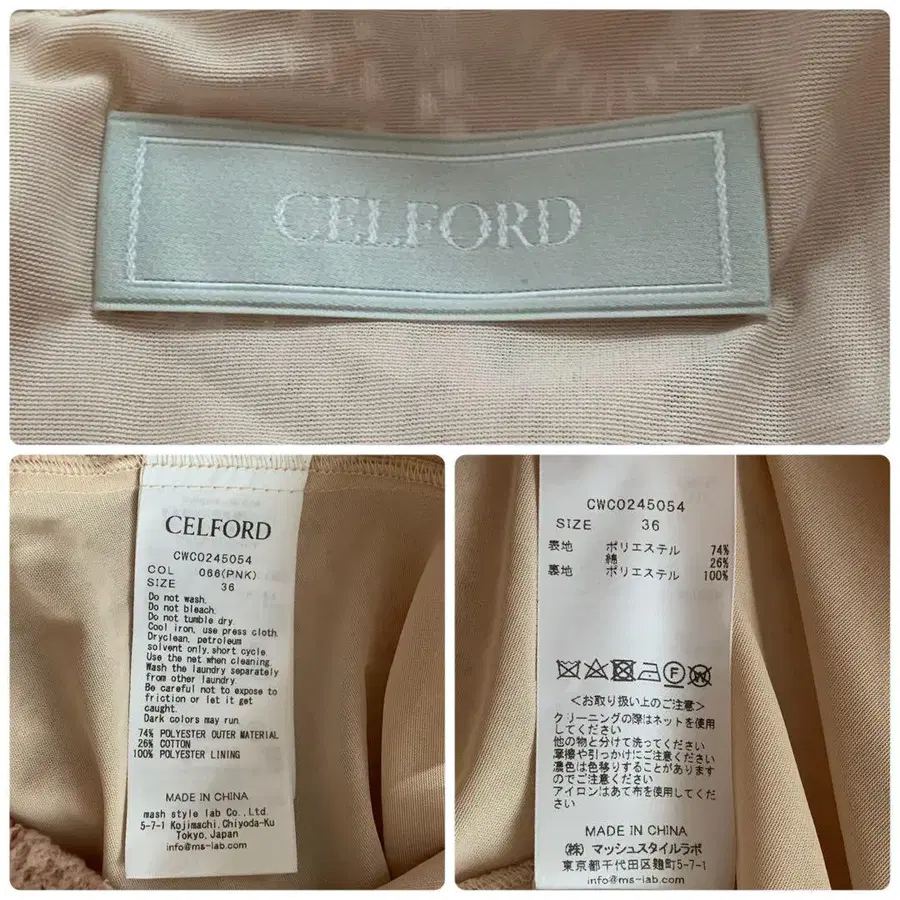 CELFORD
CELFORD
CWCO245054
COL 066(PNK)
SIZE 36
Do not wash.
Do not bleach.
Do not tumble dry.
Cool iron, use press cloth.
Dryclean, petroleum
solvent only,short cycle.
Use the net when cleaning.
Wash the laundry separately
from other laundry.
Be careful not to expose to
friction or let it get
caught.
Dark colors may run.
74% POLYESTER OUTER MATERIAL
26% COTTON
100% POLYESTER LINING
MADE IN CHINA
mash style lab Co.,Ltd.
5-7-1 Kojimachi,Chiyoda-Ku
Tokyo,Japan
info@ms-lab.com
CWCO245054
SIZE 36
表地 ポリエステル 74%
綿 26%
裏地 ポリエステル 100%
F W
<お取り扱い上のご注意>
クリーニングの際はネットを使用
してください
他の物と分けて洗ってください
摩擦や引っかけにご注意ください
濃色は色移りすることがあります
のでご注意ください
アイロンはあて布を使用してくだ
さい
MADE IN CHINA
(株) マッシュスタイルラボ
東京都千代田区麹町5-7-1
info@ms-lab.com